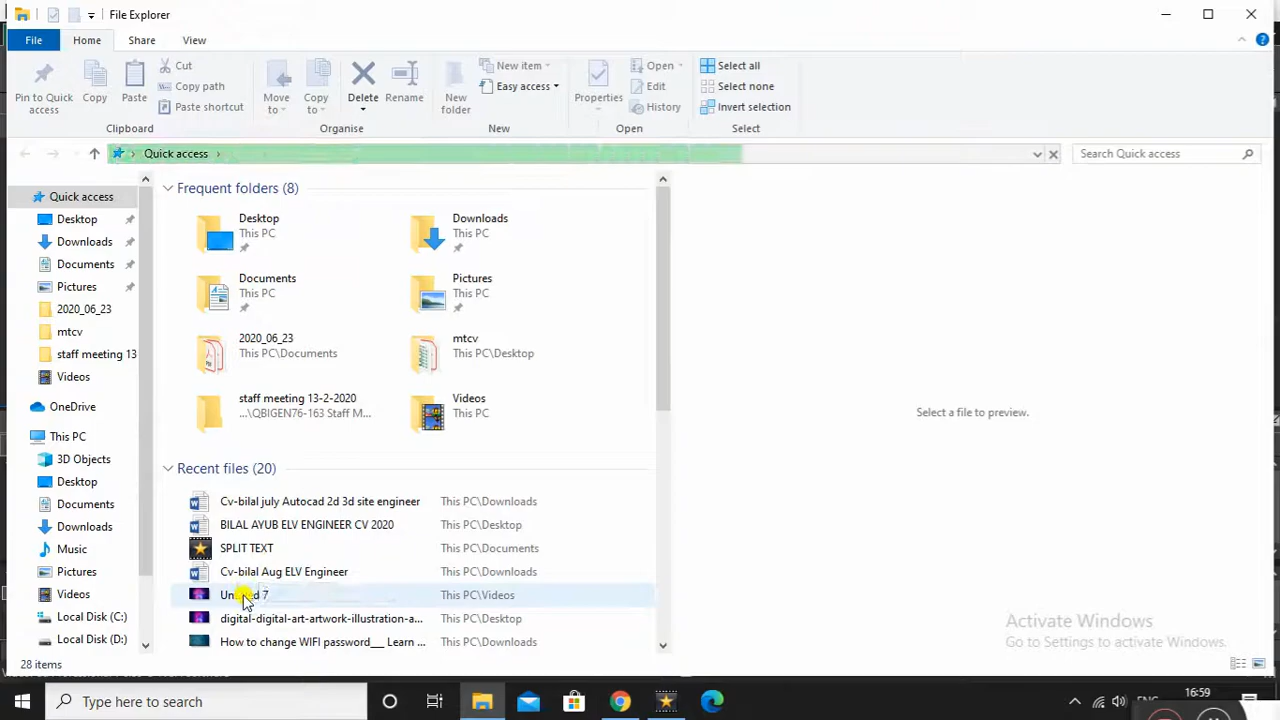 File Explorer
File Home Share View
Pin to Quick access
Copy
Paste
Cut
Copy path
Paste shortcut
Clipboard
Move to
Copy to
Delete
Rename
Organise
New folder
New item
Easy access
New
Properties
Open
Edit
History
Open
Select all
Select none
Invert selection
Select
Quick access
Search Quick access
Quick access
Desktop
Downloads
Documents
Pictures
2020_06_23
mtcv
staff meeting 13
Videos
OneDrive
This PC
3D Objects
Desktop
Documents
Downloads
Music
Pictures
Videos
Local Disk (C:)
Local Disk (D:)
Frequent folders (8)
Desktop
This PC
Downloads
This PC
Documents
This PC
Pictures
This PC
2020_06_23
This PC\Documents
mtcv
This PC\Desktop
staff meeting 13-2-2020
...\QBIGEN76-163 Staff M...
Videos
This PC
Recent files (20)
Cv-bilal july Autocad 2d 3d site engineer This PC\Downloads
BILAL AYUB ELV ENGINEER CV 2020 This PC\Desktop
SPLIT TEXT This PC\Documents
Cv-bilal Aug ELV Engineer This PC\Downloads
7 This PC\Videos
digital-digital-art-artwork-illustration-a... This PC\Desktop
How to change WIFI password___ Learn ... This PC\Downloads
Select a file to preview.
Activate Windows
Go to Settings to activate Windows.
28 items
Type here to search
16:59